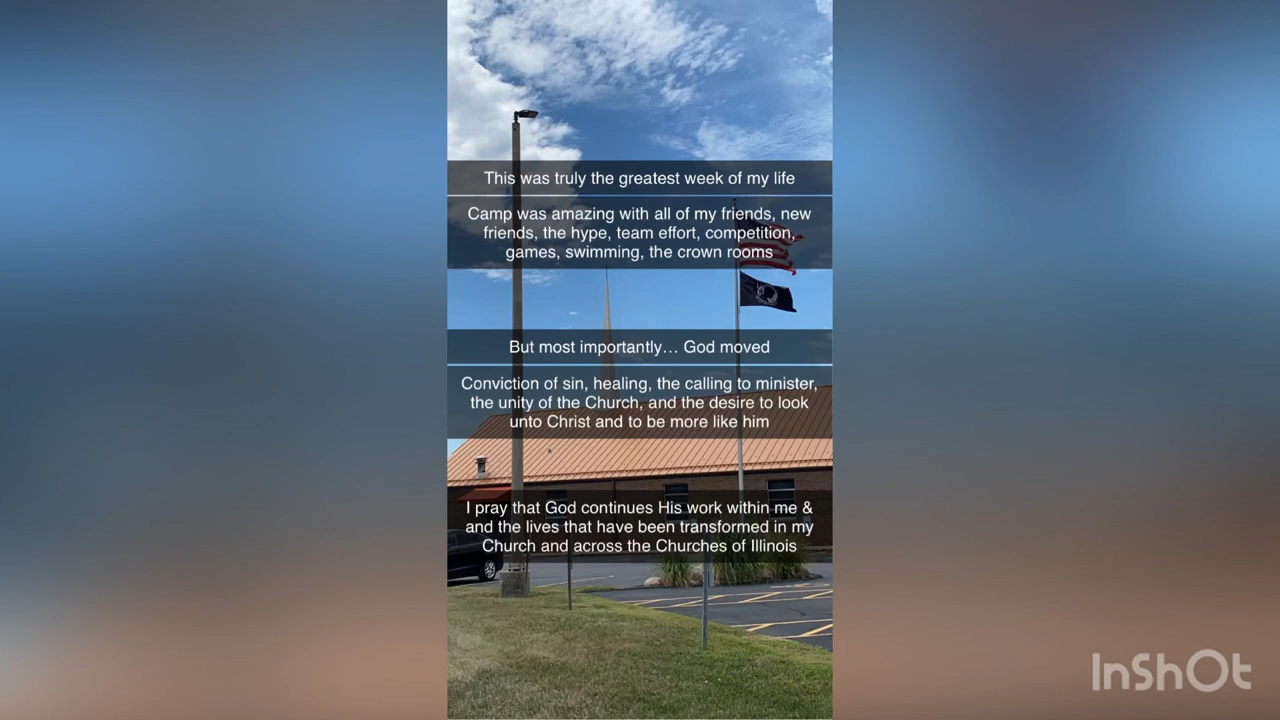 This was truly the greatest week of my life
Camp was amazing with all of my friends, new
friends, the hype, team effort, competition,
games, swimming, the crown rooms
But most importantly… God moved
Conviction of sin, healing, the calling to minister,
the unity of the Church, and the desire to look
unto Christ and to be more like him
I pray that God continues His work within me &
and the lives that have been transformed in my
Church and across the Churches of Illinois
InShOt